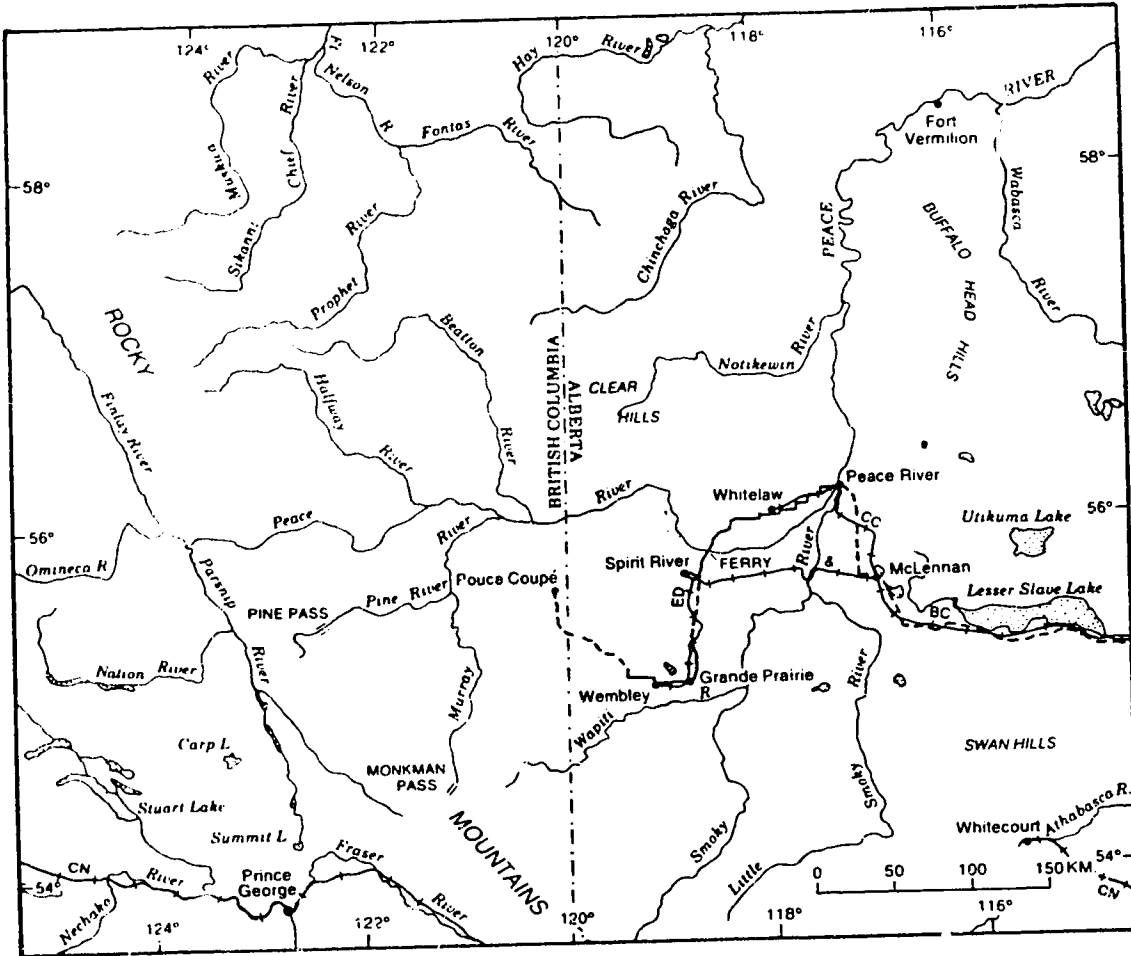 124°
122°
120°
118°
116°
Hay River
RIVER
Fort
Vermilion
58°
58°
River
Muskwa
Sikanni Chief River
Ft
Nelson
R
Fontas
River
Prophet
River
Chinchaga River
PEACE
Wabasca
River
BUFFALO
HEAD
HILLS
ROCKY
Finlay River
Halfway
River
Beatton
River
BRITISH COLUMBIA
ALBERTA
CLEAR
HILLS
Notikewin
River
Whitelaw
Peace River
CC
56°
56°
Utikuma Lake
Omineca R
Peace
River
River
Parsnip
River
Pouce Coupé
Pine River
PINE PASS
Spirit River
ED
FERRY
&
River
McLennan
BC
Lesser Slave Lake
Nation River
Murray
Grande Prairie
Wembley
Wapiti
R
River
Smoky
SWAN HILLS
Carp L
MONKMAN
PASS
Stuart Lake
Summit L
MOUNTAINS
Smoky
Little
Whitecourt
Athabasca R.
CN
54°
River
Nechako
Prince
George
Fraser
River
0 50 100 150 KM.
54°
CN
124°
122°
120°
118°
116°